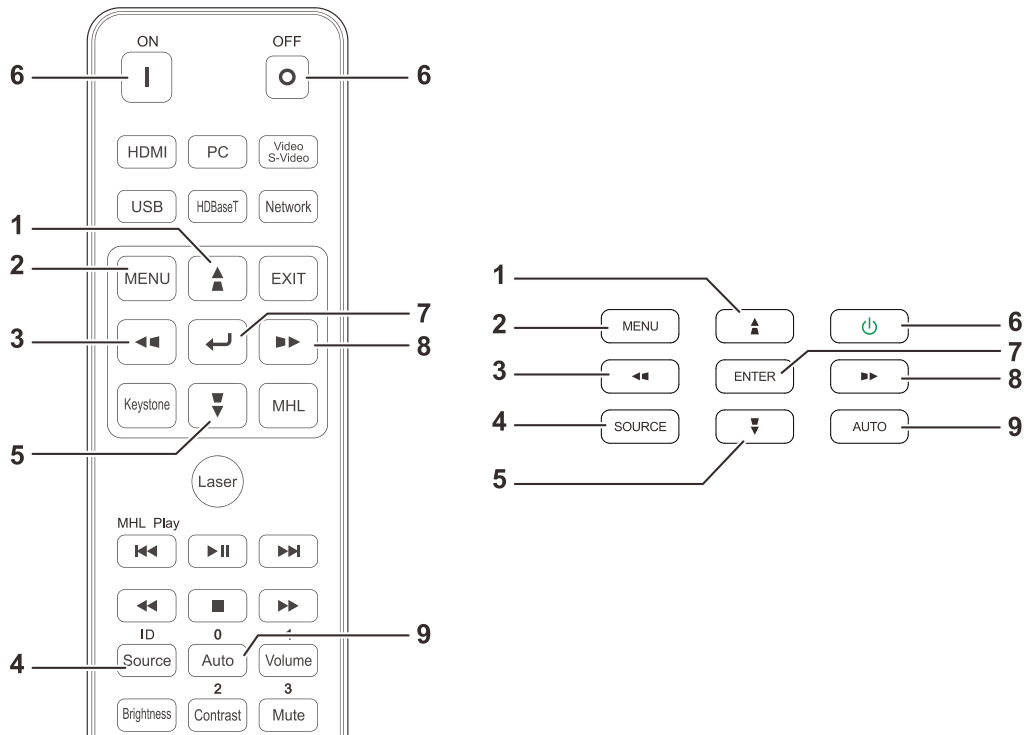 ON OFF
6 6
HDMI PC Video S-Video
USB HDBaseT Network
1
2 MENU EXIT
3 7
8
Keystone MHL
5
Laser
MHL Play
ID 0
9
4 Source Auto Volume
2 3
Brightness Contrast Mute
1
2 MENU 6
7
3 ENTER 8
4 SOURCE AUTO 9
5